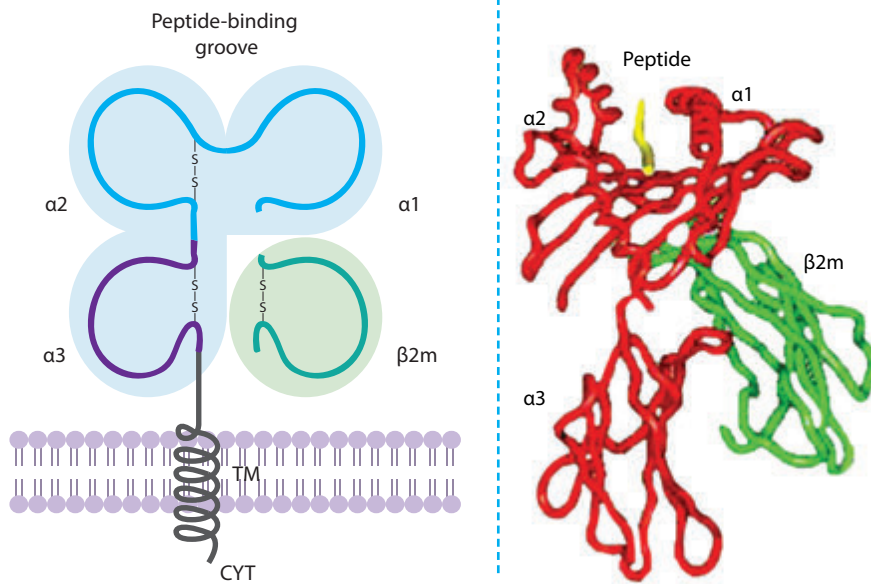 Peptide-binding
groove
α2
S
S
α1
α3
S
S
S
S
β2m
TM
CYT
Peptide
α2
α1
β2m
α3